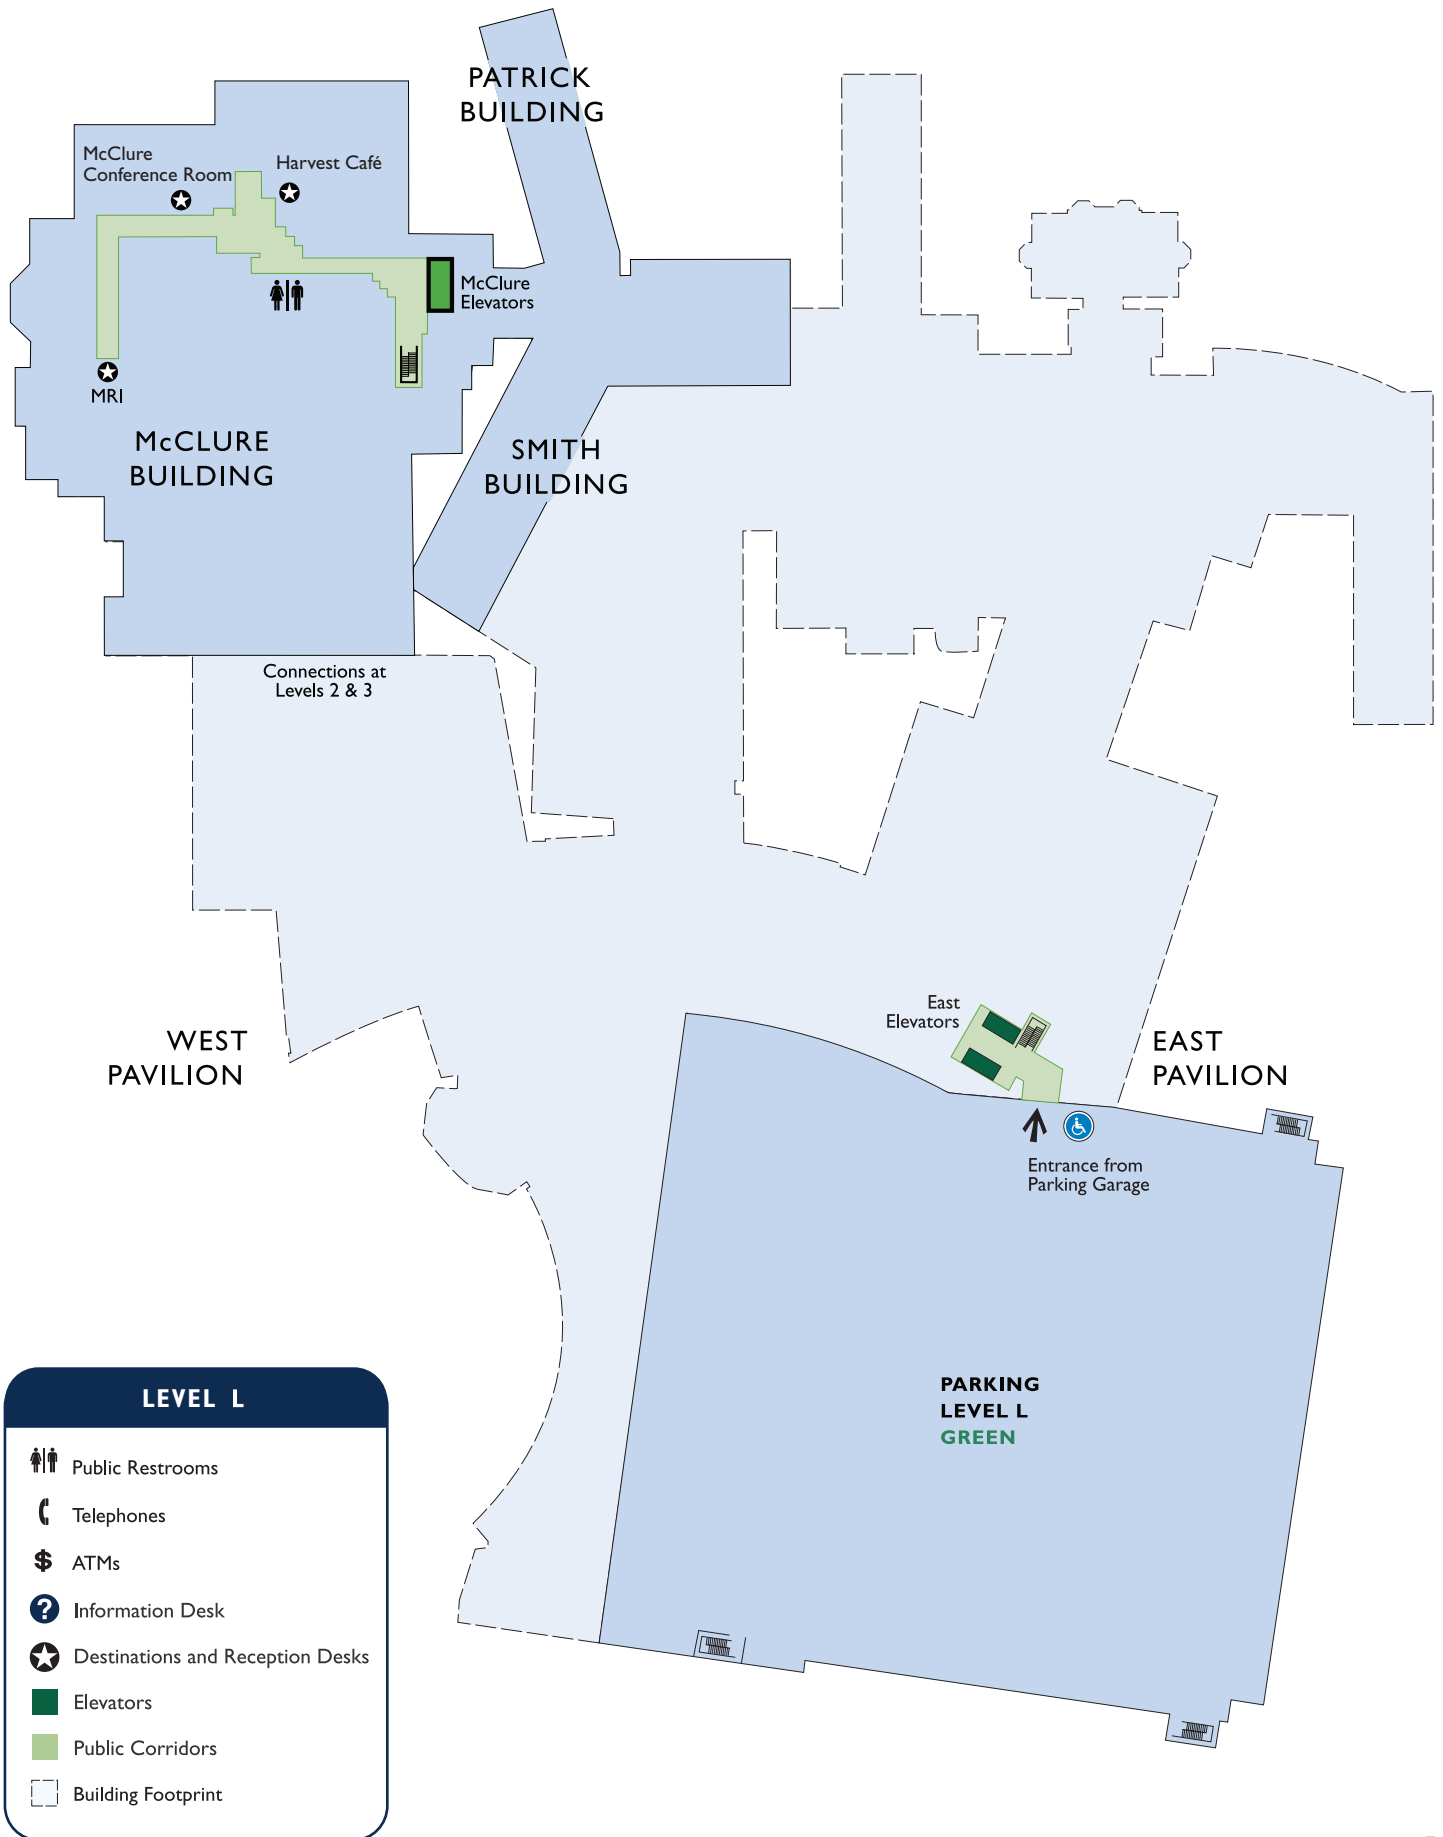 PATRICK
BUILDING
McClure
Conference Room
Harvest Café
McClure
Elevators
MRI
McCLURE
BUILDING
SMITH
BUILDING
Connections at
Levels 2 & 3
East
Elevators
WEST
PAVILION
EAST
PAVILION
Entrance from
Parking Garage
PARKING
LEVEL L
GREEN
LEVEL L
Public Restrooms
Telephones
$ ATMs
? Information Desk
Destinations and Reception Desks
Elevators
Public Corridors
Building Footprint